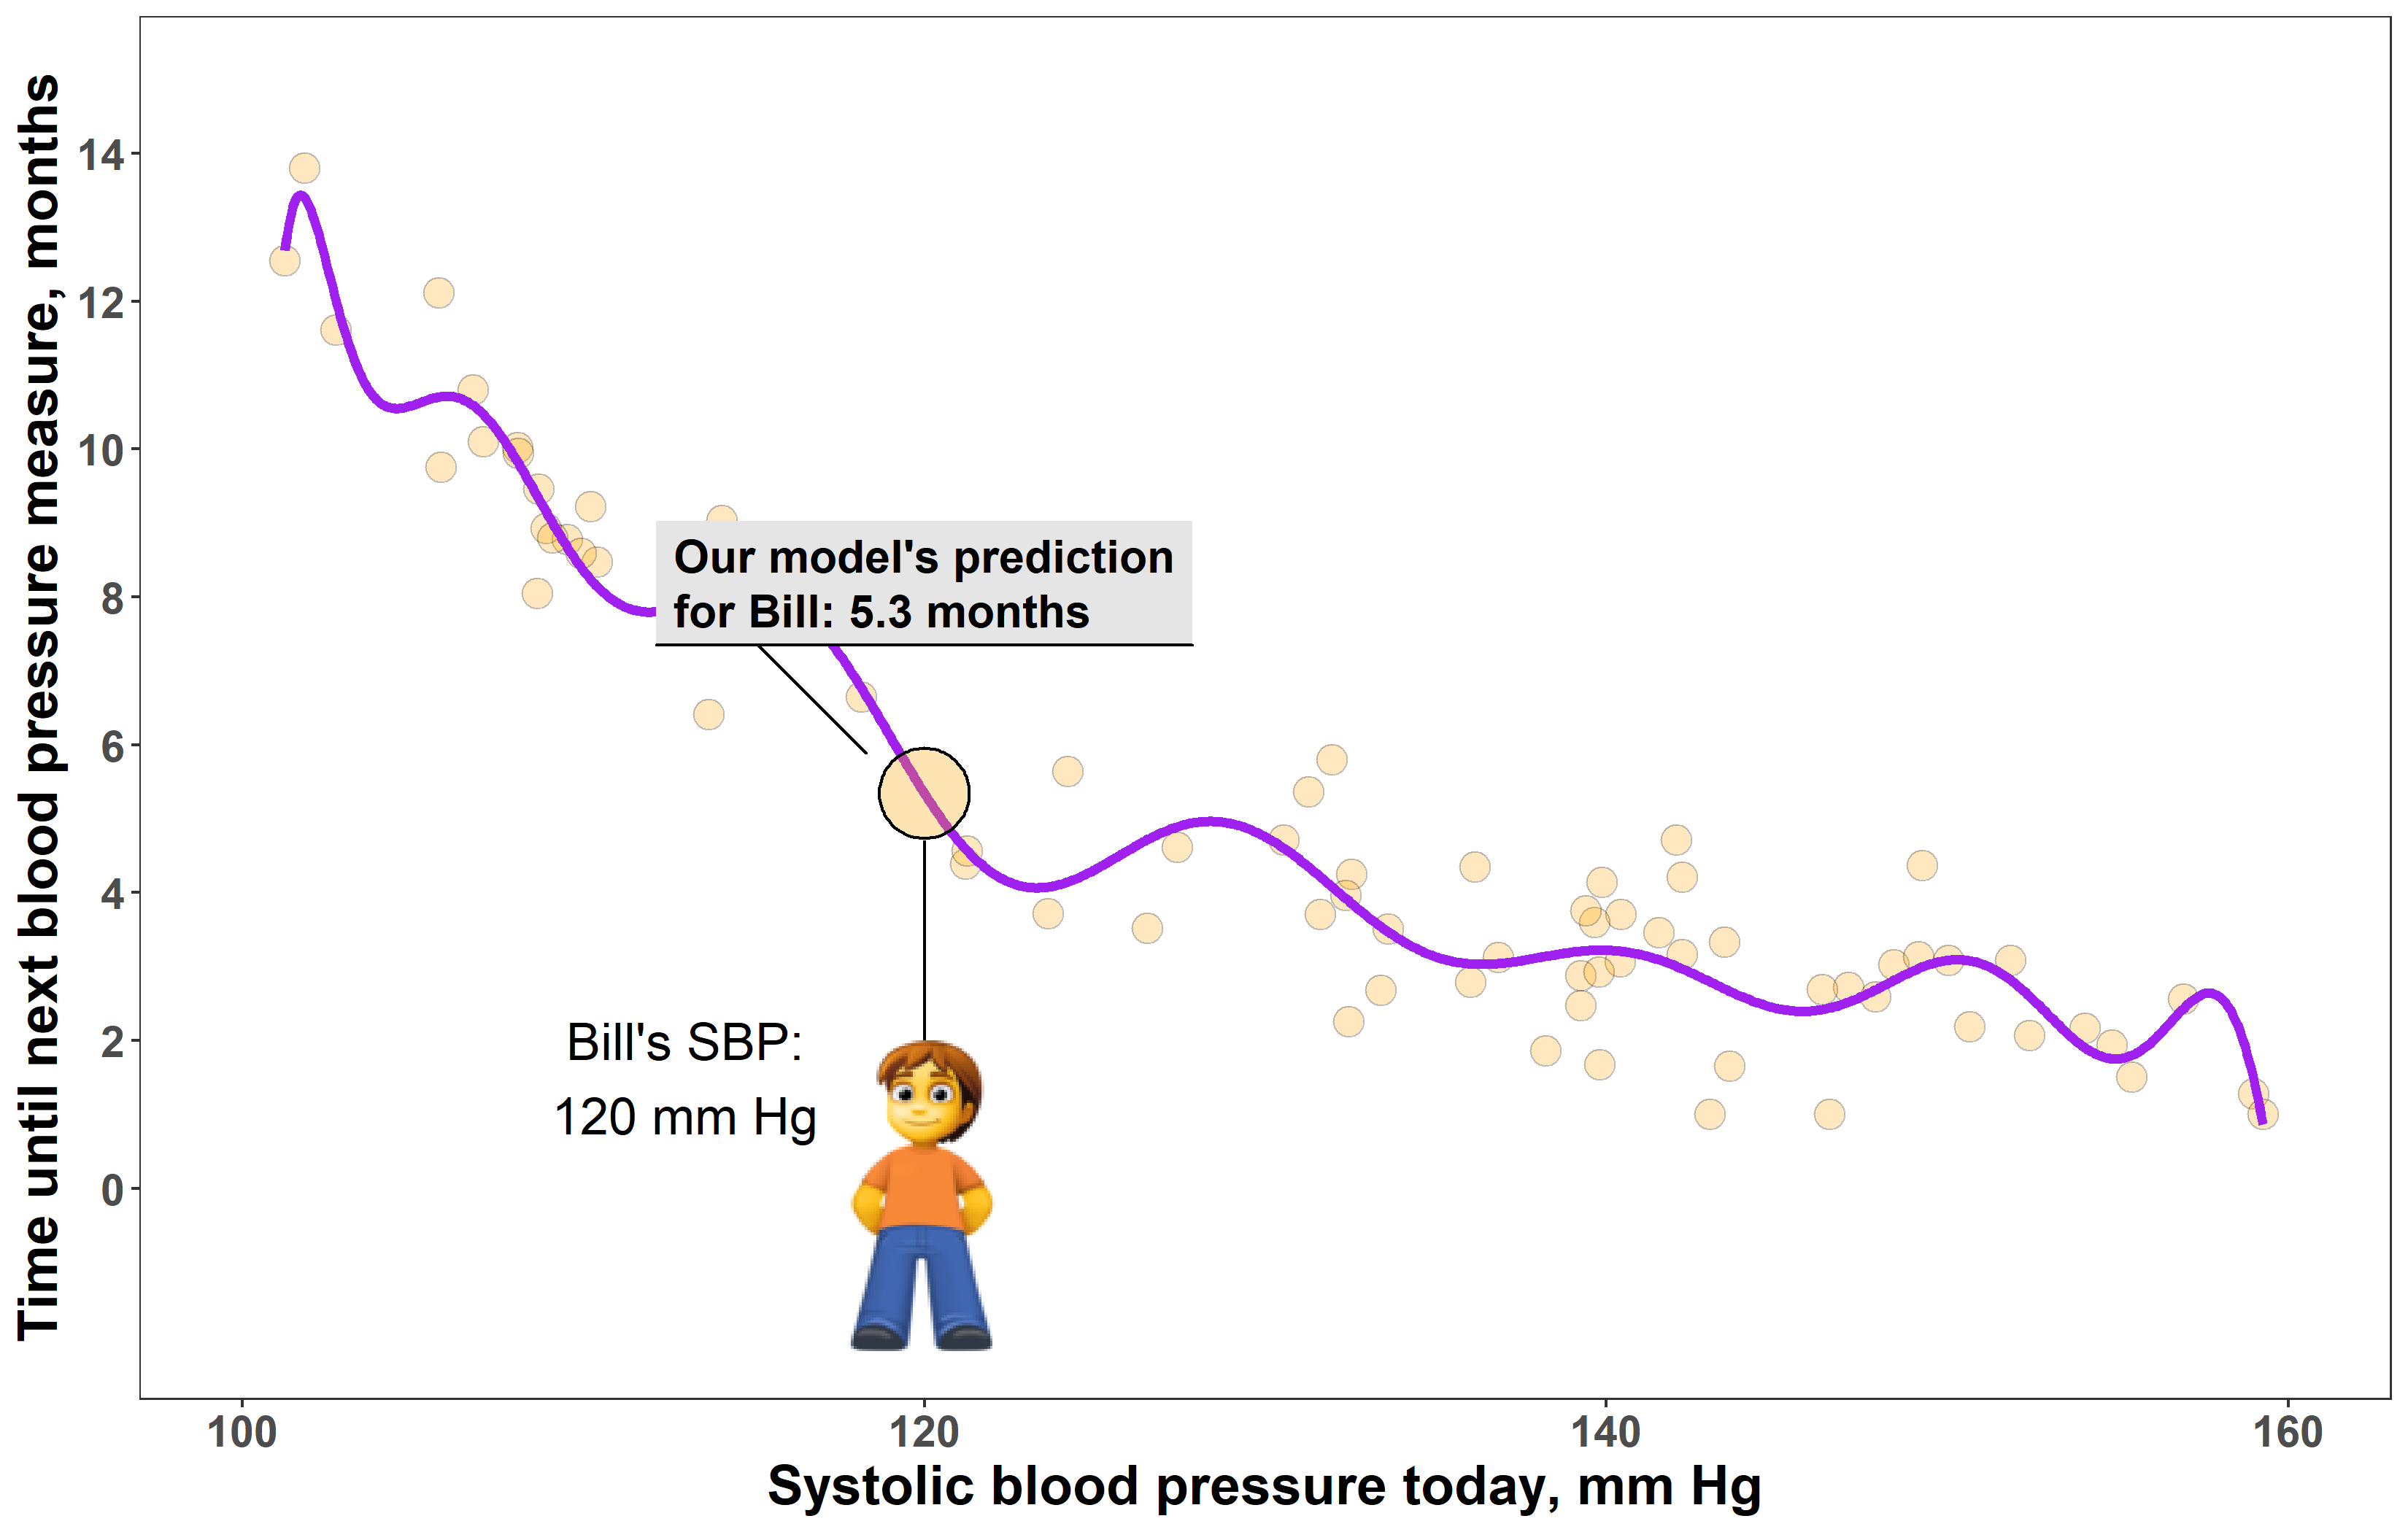 Time until next blood pressure measure, months
14
12
10
8
6
4
2
0
Our model's prediction
for Bill: 5.3 months
Bill's SBP:
120 mm Hg
100
120
140
160
Systolic blood pressure today, mm Hg